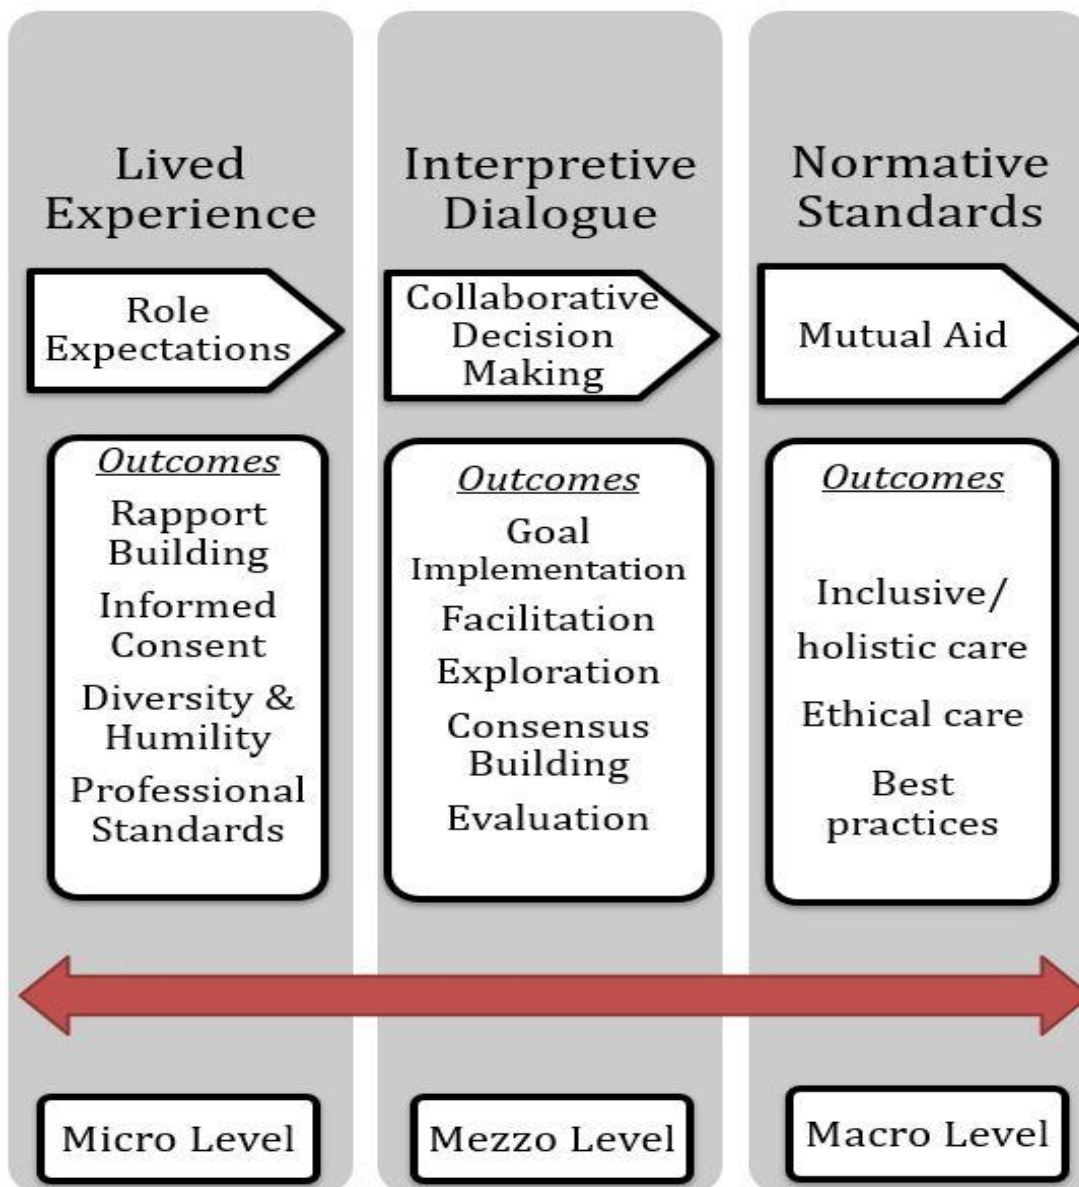 Lived
Experience
Role
Expectations
Outcomes
Rapport
Building
Informed
Consent
Diversity &
Humility
Professional
Standards
Micro Level
Interpretive
Dialogue
Collaborative
Decision
Making
Outcomes
Goal
Implementation
Facilitation
Exploration
Consensus
Building
Evaluation
Mezzo Level
Normative
Standards
Mutual Aid
Outcomes
Inclusive/
holistic care
Ethical care
Best
practices
Macro Level